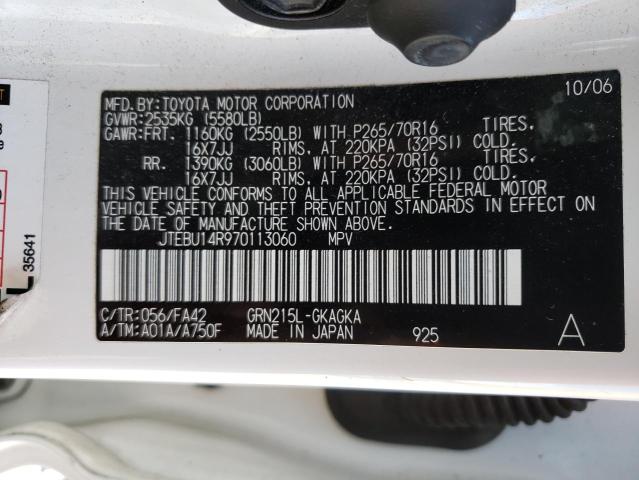 10/06
MFD.BY:TOYOTA MOTOR CORPORATION
GVWR:2535KG (5580LB)
GAWR:FRT. 1160KG (2550LB) WITH P265/70R16 TIRES,
16X7JJ RIMS, AT 220KPA (32PSI) COLD.
RR. 1390KG (3060LB) WITH P265/70R16 TIRES,
16X7JJ RIMS, AT 220KPA (32PSI) COLD.
THIS VEHICLE CONFORMS TO ALL APPLICABLE FEDERAL MOTOR
VEHICLE SAFETY AND THEFT PREVENTION STANDARDS IN EFFECT ON
THE DATE OF MANUFACTURE SHOWN ABOVE.
JTEBU14R970113060 MPV
C/TR:056/FA42 GRN215L-GKAGKA
A/TM:A01A/A750F MADE IN JAPAN 925 A
35641